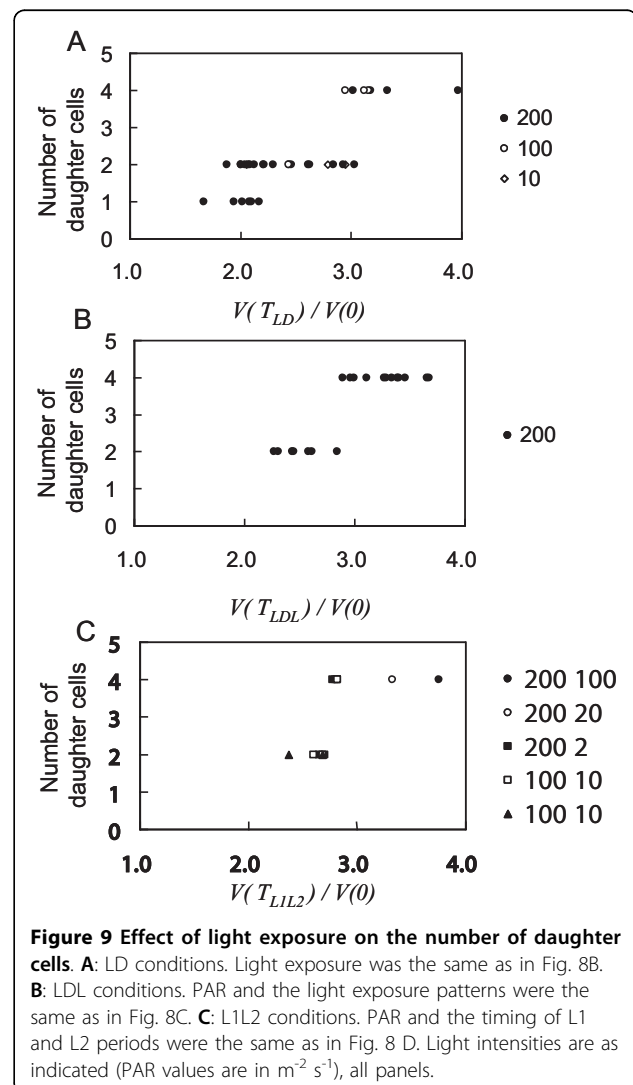 A
Number of
daughter cells
5
4
3
2
1
0
1.0 2.0 3.0 4.0
V(T_LD) / V(0)
● 200
○ 100
◇ 10
B
Number of
daughter cells
5
4
3
2
1
0
1.0 2.0 3.0 4.0
V(T_LDL) / V(0)
● 200
C
Number of
daughter cells
5
4
3
2
1
0
1.0 2.0 3.0 4.0
V(T_L1L2) / V(0)
● 200 100
○ 200 20
■ 200 2
□ 100 10
▲ 100 10
Figure 9 Effect of light exposure on the number of daughter
cells. A: LD conditions. Light exposure was the same as in Fig. 8B.
B: LDL conditions. PAR and the light exposure patterns were the
same as in Fig. 8C. C: L1L2 conditions. PAR and the timing of L1
and L2 periods were the same as in Fig. 8 D. Light intensities are as
indicated (PAR values are in m⁻² s⁻¹), all panels.